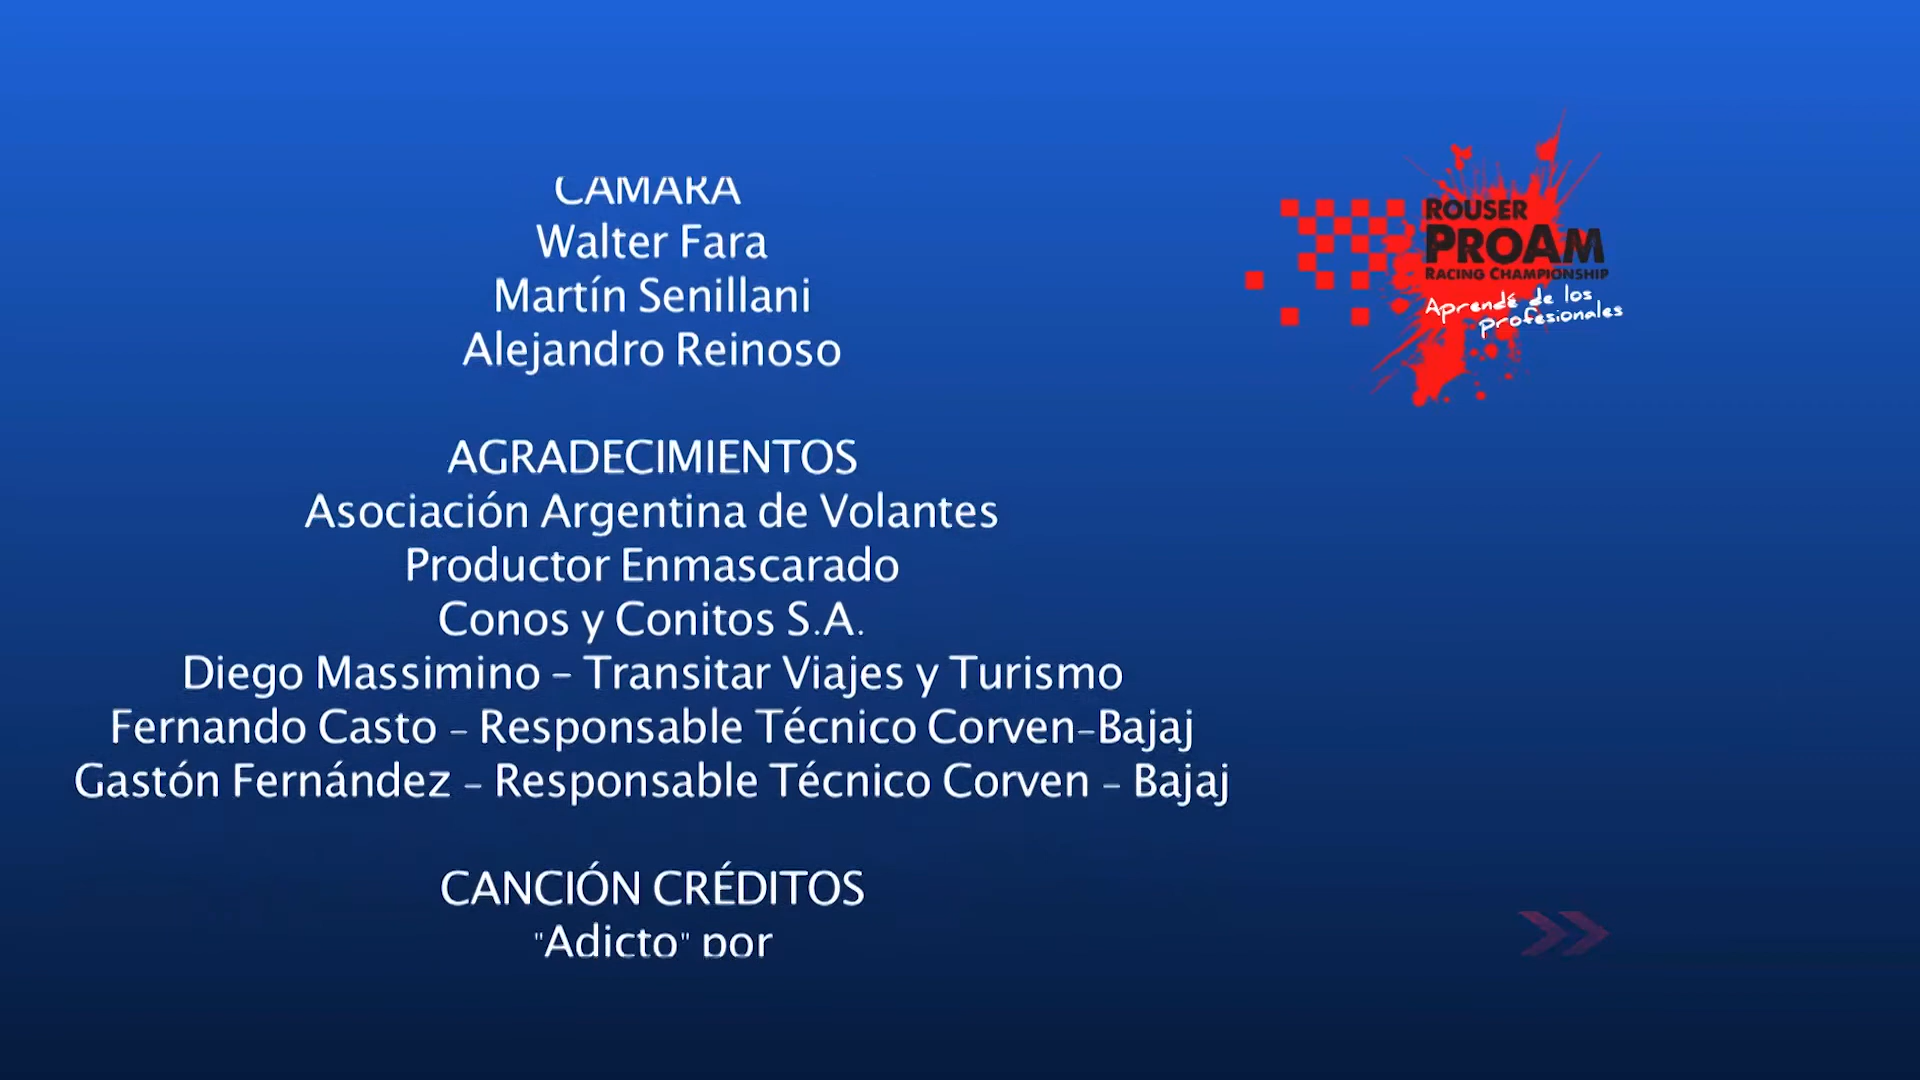 CAMARA
Walter Fara
Martín Senillani
Alejandro Reinoso
AGRADECIMIENTOS
Asociación Argentina de Volantes
Productor Enmascarado
Conos y Conitos S.A.
Diego Massimino - Transitar Viajes y Turismo
Fernando Casto - Responsable Técnico Corven-Bajaj
Gastón Fernández - Responsable Técnico Corven - Bajaj
CANCIÓN CRÉDITOS
"Adicto" por
ROUSER
PROAM
RACING CHAMPIONSHIP
Aprendé de los
profesionales